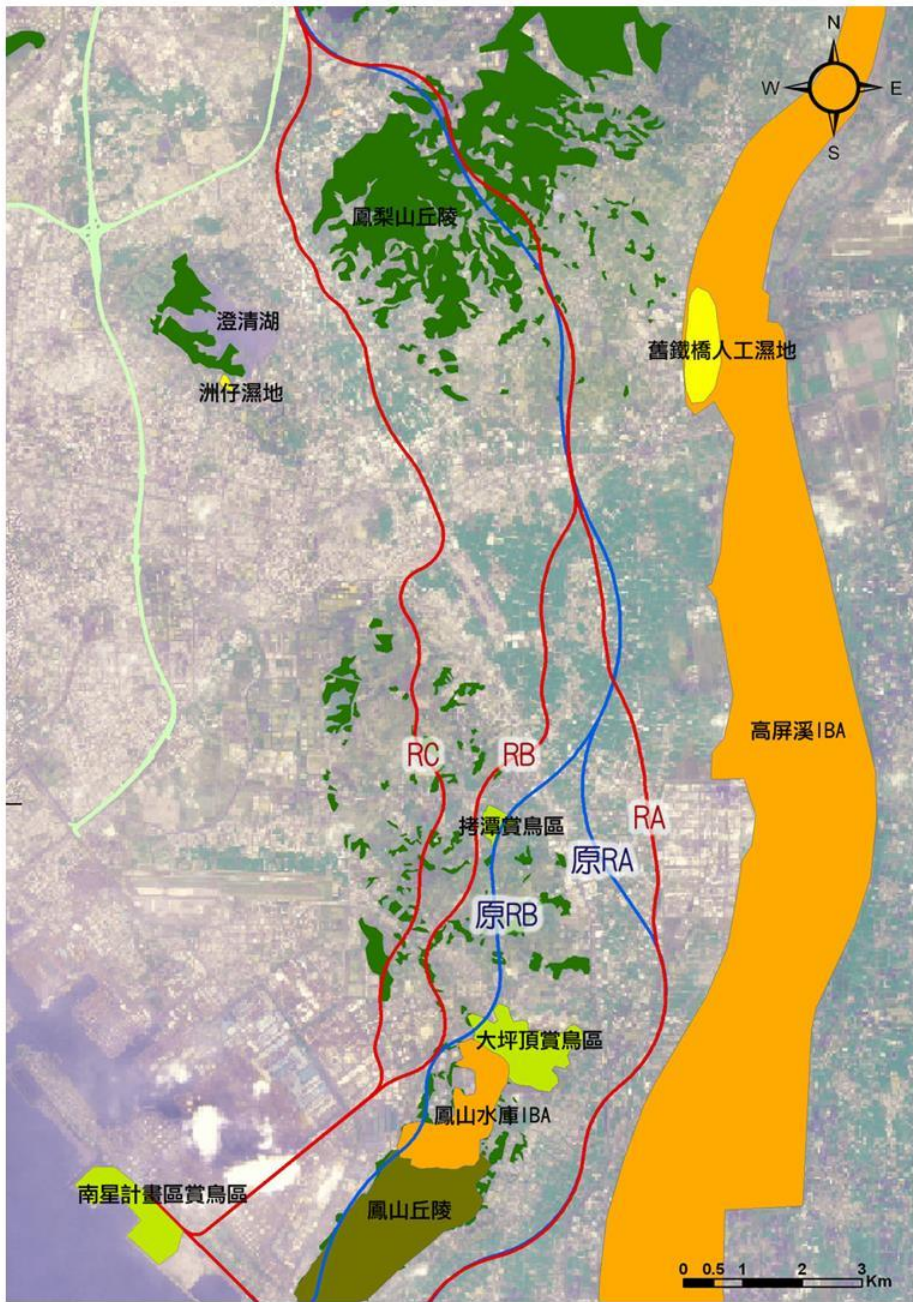 N
W E
S
鳳梨山丘陵
澄清湖
舊鐵橋人工濕地
洲仔濕地
高屏溪IBA
RC
RB
RA
拷潭賞鳥區
原RA
原RB
大坪頂賞鳥區
鳳山水庫IBA
南星計畫區賞鳥區
鳳山丘陵
0 0.5 1 2 3
Km